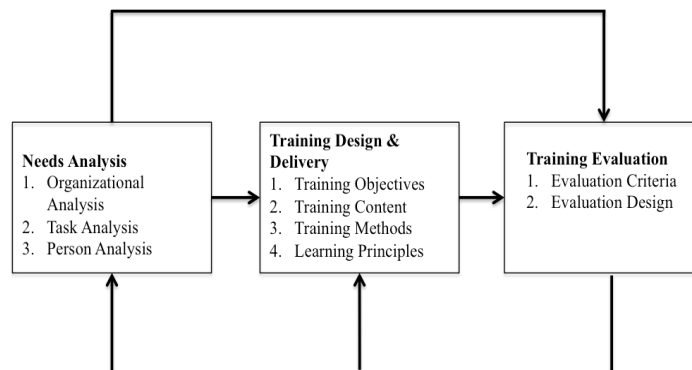 Needs Analysis
1. Organizational
Analysis
2. Task Analysis
3. Person Analysis
Training Design &
Delivery
1. Training Objectives
2. Training Content
3. Training Methods
4. Learning Principles
Training Evaluation
1. Evaluation Criteria
2. Evaluation Design